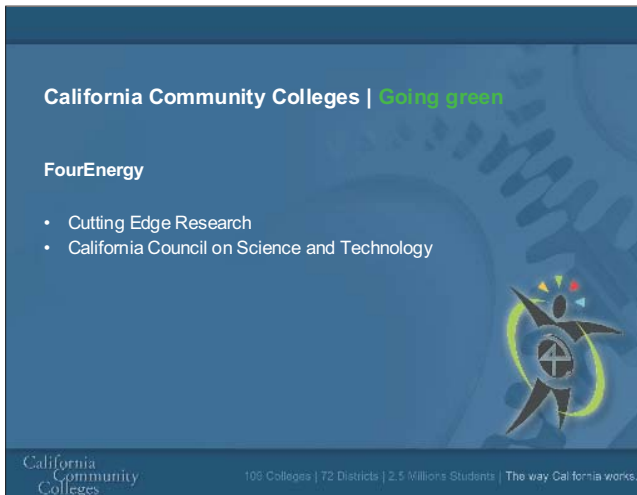 California Community Colleges | Going green
FourEnergy
• Cutting Edge Research
• California Council on Science and Technology
4
California
Community
Colleges
109 Colleges | 72 Districts | 2.5 Millions Students | The way California works.